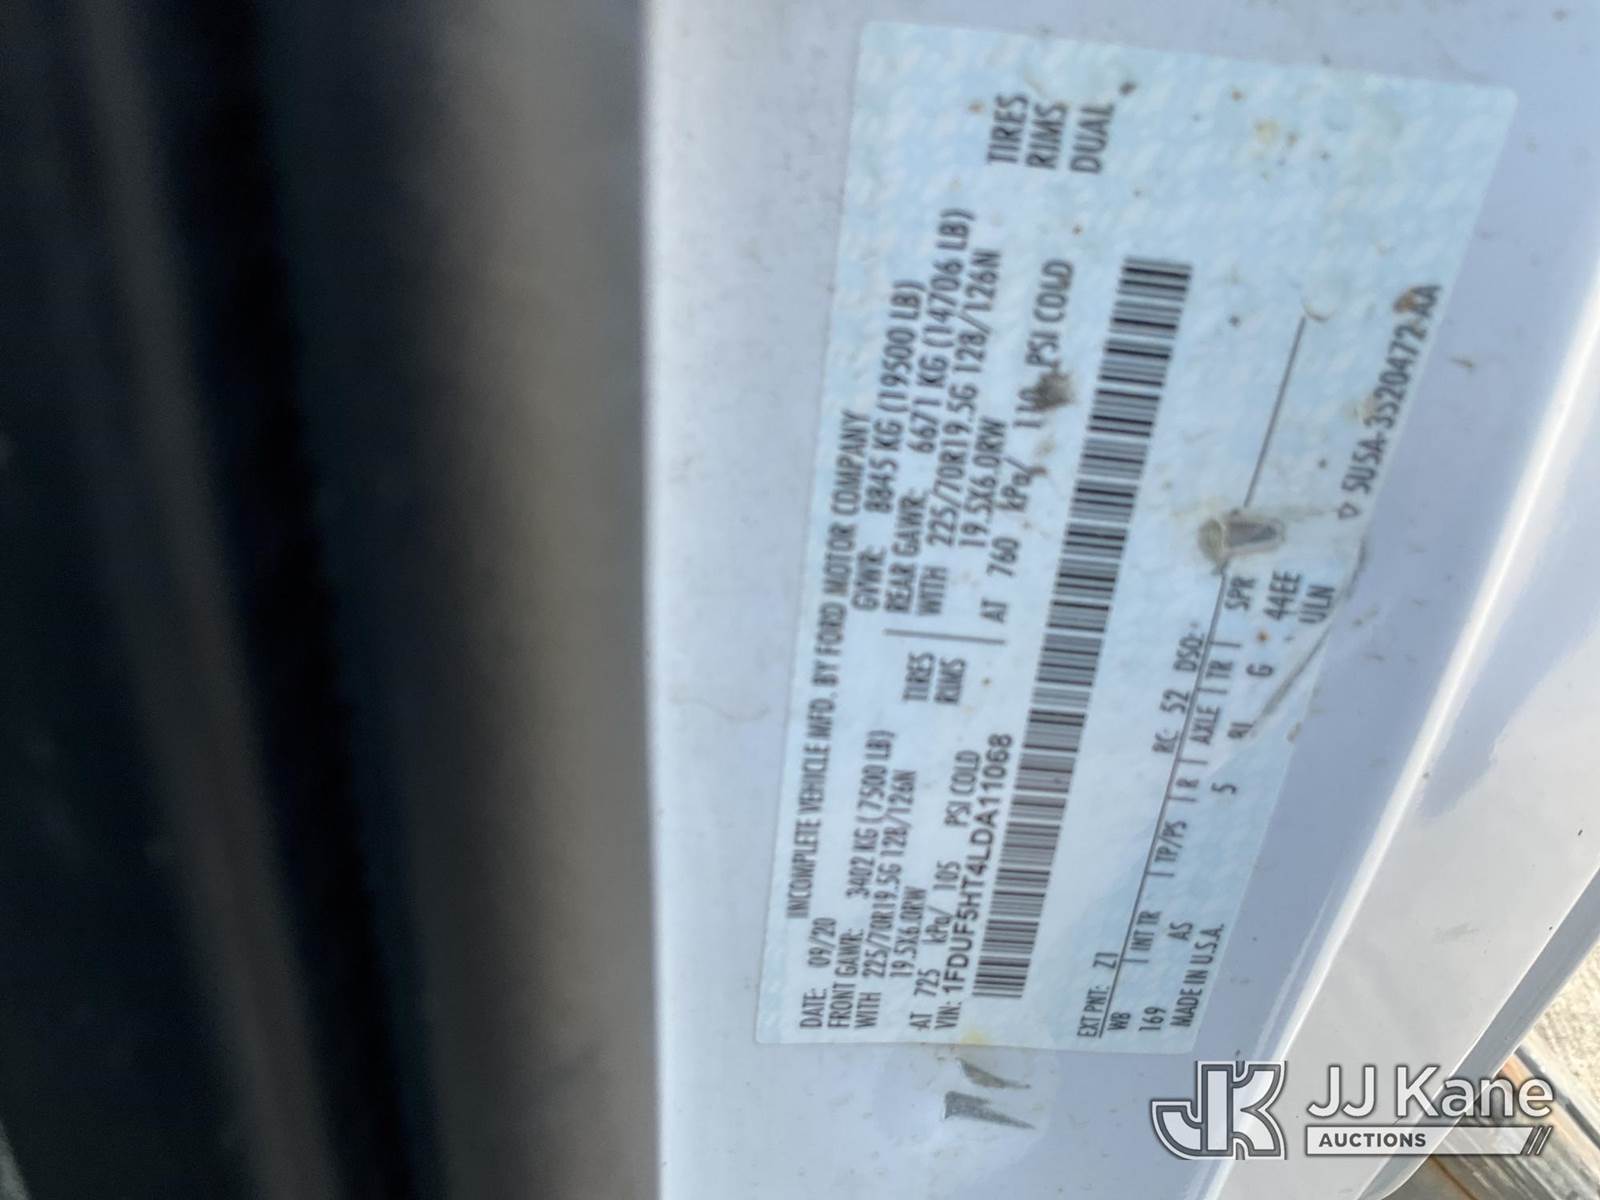 INCOMPLETE VEHICLE MFD. BY FORD MOTOR COMPANY
DATE: 09/20 GVWR: 8845 KG (19500 LB)
FRONT GAWR: 3402 KG (7500 LB) REAR GAWR: 6671 KG (14706 LB)
WITH 225/70R19.5G 128/126N TIRES WITH 225/70R19.5G 128/126N TIRES
19.5X6.0RW RIMS 19.5X6.0RW RIMS
AT 725 kPa/ 105 PSI COLD AT 760 kPa/ 110 PSI COLD DUAL
VIN: 1FDUF5HT4LDA11068
EXT PNT: Z1 RC: 52 DSO:
WB INT TR TP/PS R AXLE TR SPR
169 AS 5 G 44EE
MADE IN U.S.A. ULN
5USA-3520472-AA
JK JJ Kane
AUCTIONS